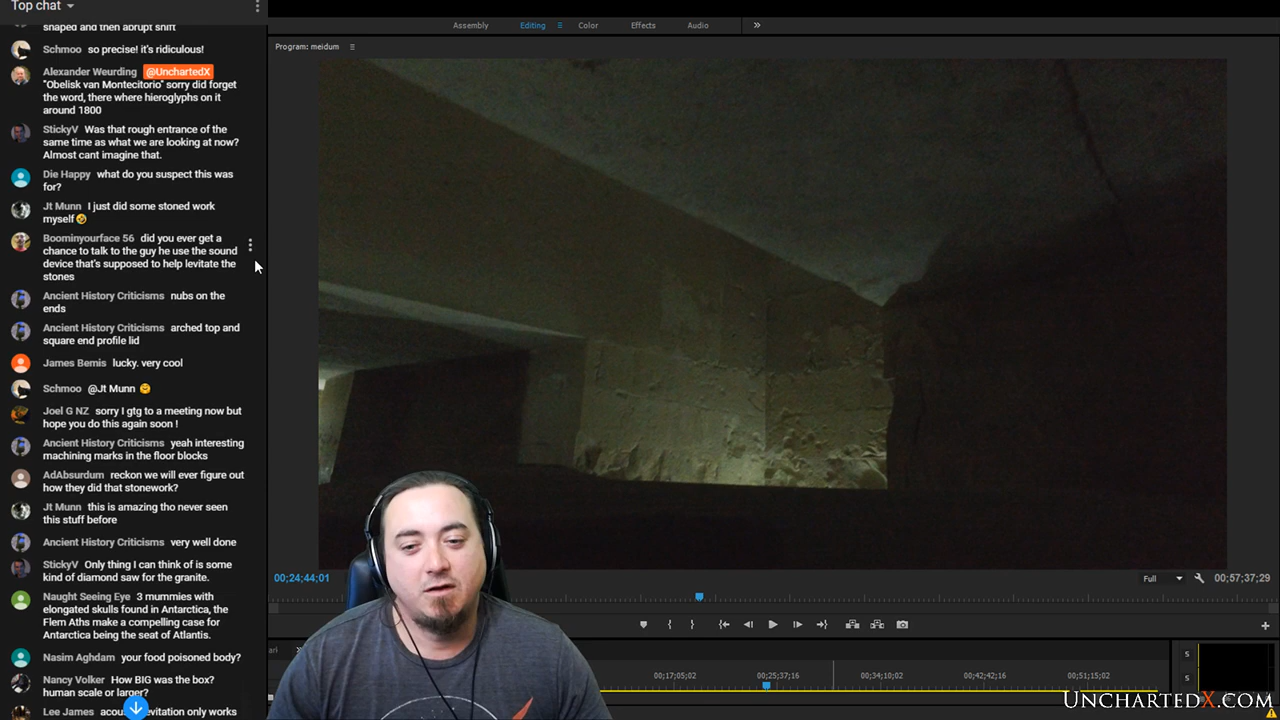 Top chat
shaped and then abrupt shift
Schmoo so precise! it's ridiculous!
Alexander Weurding @UnchartedX
"Obelisk van Montecitorio" sorry did forget
the word, there where hieroglyphs on it
around 1800
StickyV Was that rough entrance of the
same time as what we are looking at now?
Almost cant imagine that.
Die Happy what do you suspect this was
for?
Jt Munn I just did some stoned work
myself🤣
Boominyourface 56 did you ever get a
chance to talk to the guy he use the sound
device that's supposed to help levitate the
stones
Ancient History Criticisms nubs on the
ends
Ancient History Criticisms arched top and
square end profile lid
James Bemis lucky. very cool
Schmoo @Jt Munn
Joel G NZ sorry I gtg to a meeting now but
hope you do this again soon !
Ancient History Criticisms yeah interesting
machining marks in the floor blocks
AdAbsurdum reckon we will ever figure out
how they did that stonework?
Jt Munn this is amazing tho never seen
this stuff before
Ancient History Criticisms very well done
StickyV Only thing I can think of is some
kind of diamond saw for the granite.
Naught Seeing Eye 3 mummies with
elongated skulls found in Antarctica, the
Flem Aths make a compelling case for
Antarctica being the seat of Atlantis.
Nasim Aghdam your food poisoned body?
Nancy Volker How BIG was the box?
human scale or larger?
Lee James evitation only works
Assembly Editing Color Effects Audio
Program: meidum
00;24;44;01 Full 00;57;37;29
00;17;05;02 00;25;37;16 00;34;10;02 00;42;42;16 00;51;15;02
S
S
UnchartedX.com